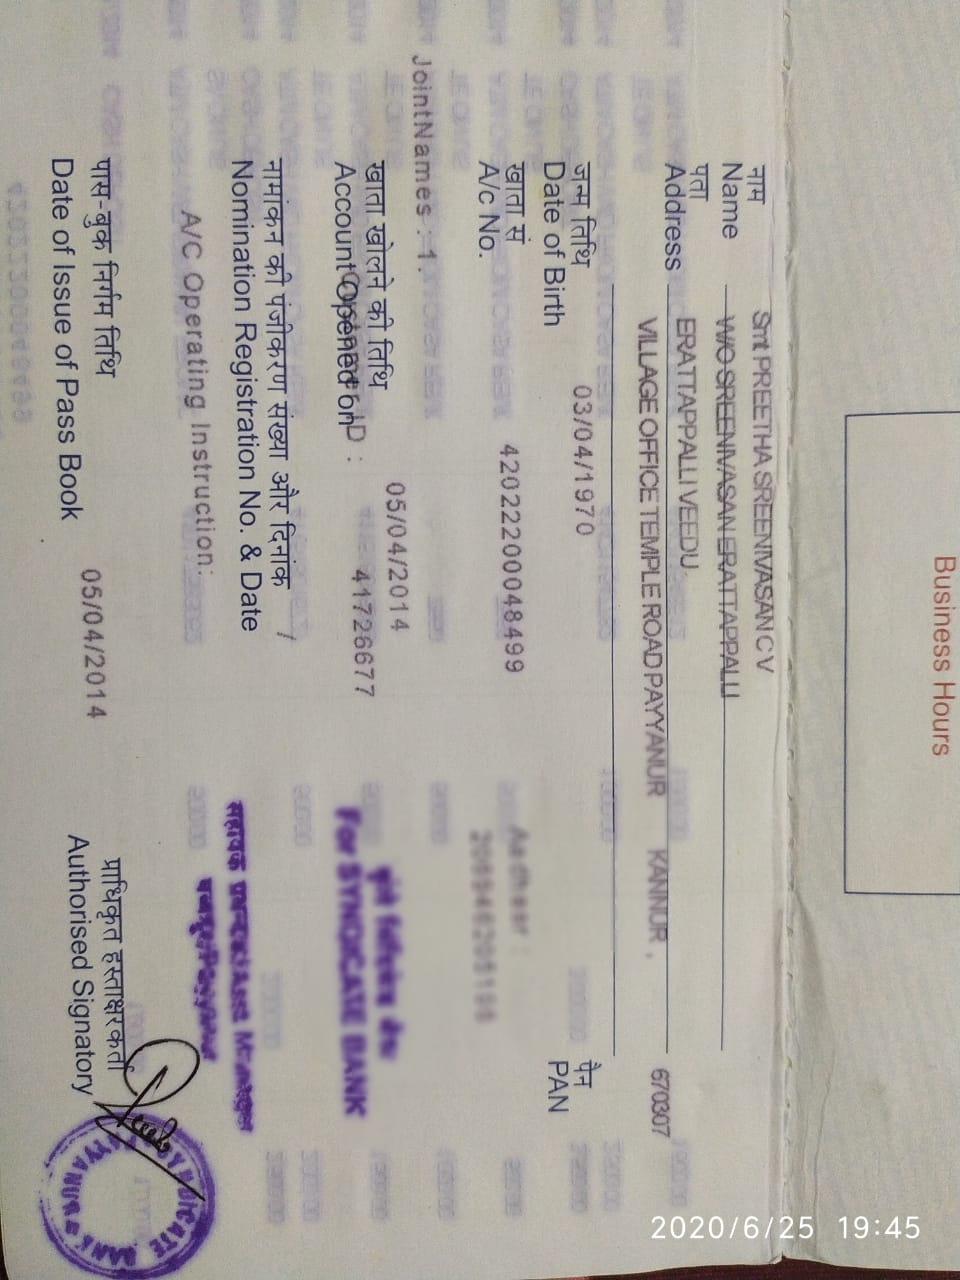 Business Hours
नाम
Name
Smt PREETHA SREENIVASAN C V
W/O SREENIVASAN ERATTAPPALLI
पता
Address
ERATTAPPALLI VEEDU
VILLAGE OFFICE TEMPLE ROAD PAYYANUR KANNUR , 670307
जन्म तिथि
Date of Birth 03/04/1970
पैन
PAN
खाता सं
A/c No. 42022200048499
Aadhaar :
JointNames : 1.
खाता खोलने की तिथि
Account Opened on 05/04/2014
Customer ID : 41726677
नामांकन की पंजीकरण संख्या और दिनांक
Nomination Registration No. & Date /
A/C Operating Instruction:
For SYNDICATE BANK
पास-बुक निर्गम तिथि
Date of Issue of Pass Book 05/04/2014
प्राधिकृत हस्ताक्षरकर्ता
Authorised Signatory
SYNDICATE BANK
PAYYANUR
2020/6/25 19:45